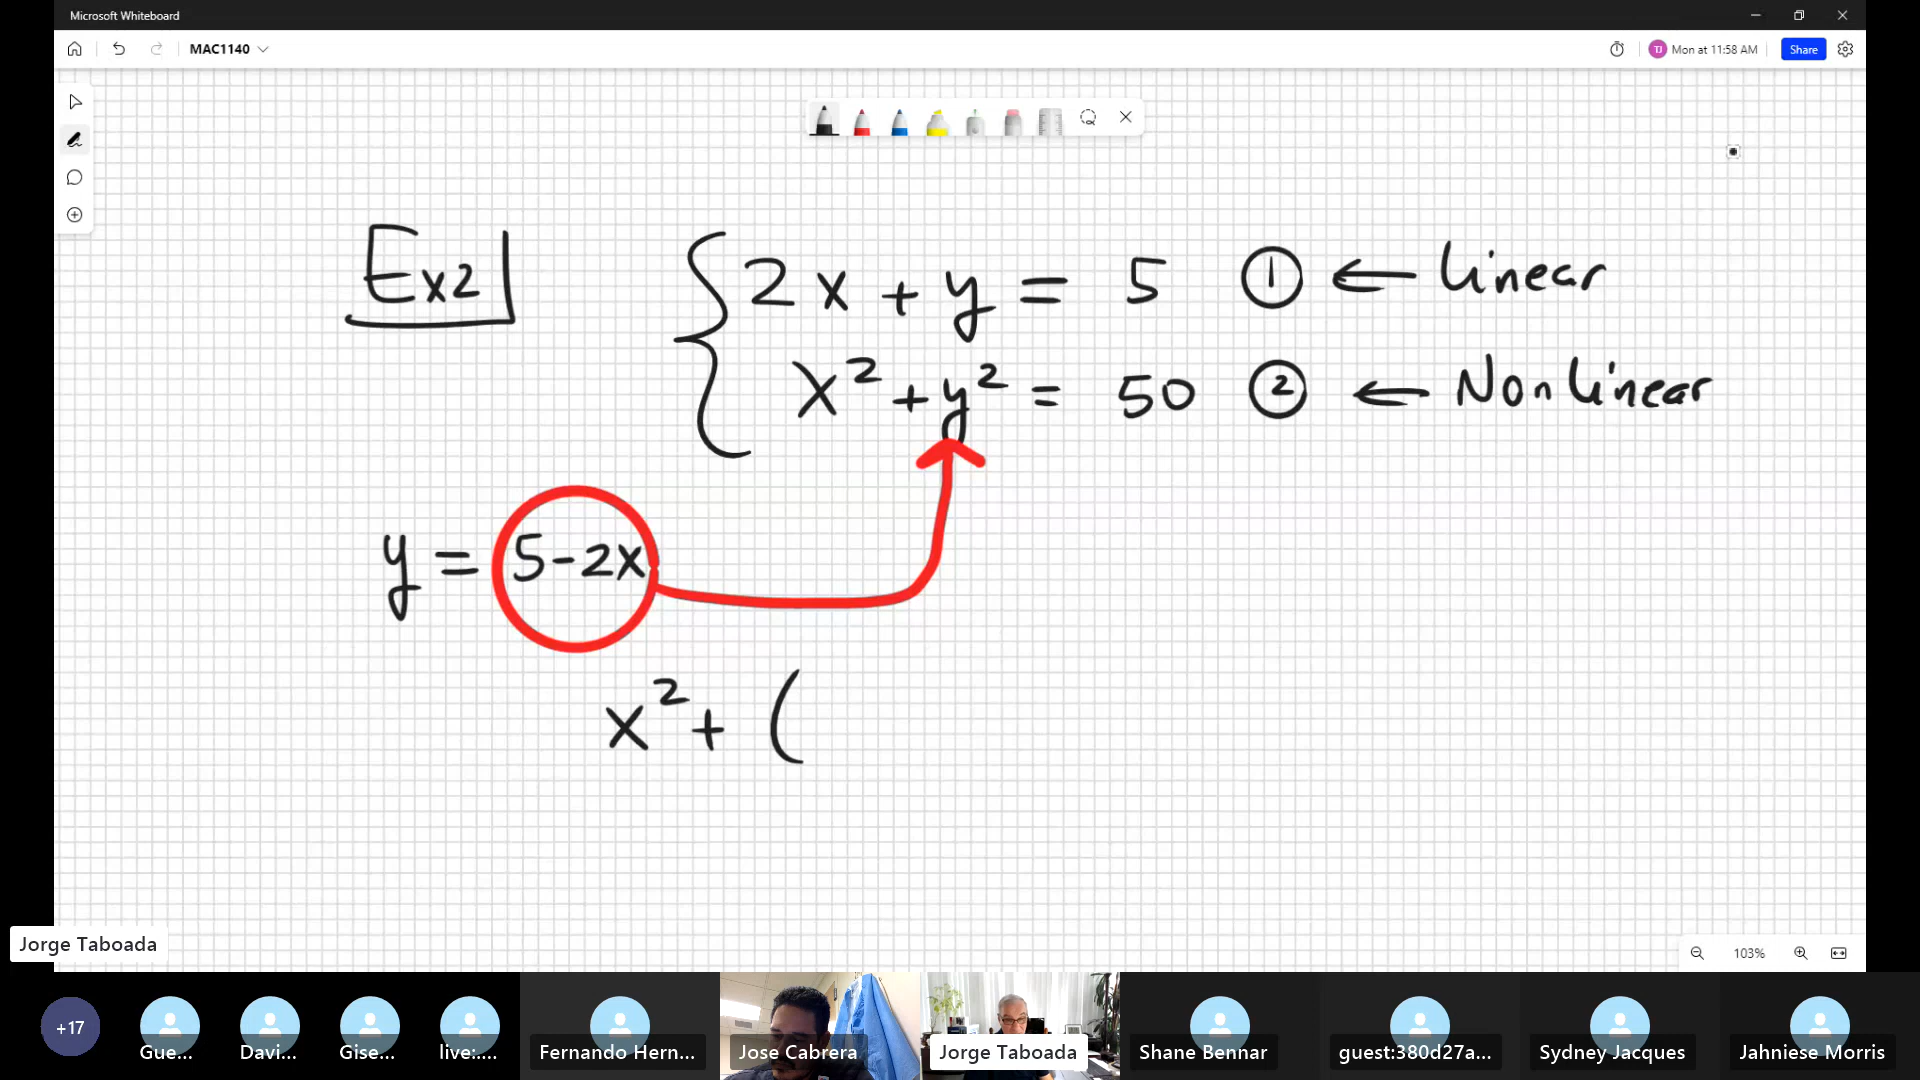 Microsoft Whiteboard
MAC1140
TJ Mon at 11:58 AM Share
Ex2
2x + y = 5 ① ← Linear
x² + y² = 50 ② ← Nonlinear
y = 5-2x
x² + (
103%
Jorge Taboada
+17
Gue...
Davi...
Gise...
live:....
Fernando Hern...
Jose Cabrera
Jorge Taboada
Shane Bennar
guest:380d27a...
Sydney Jacques
Jahniese Morris